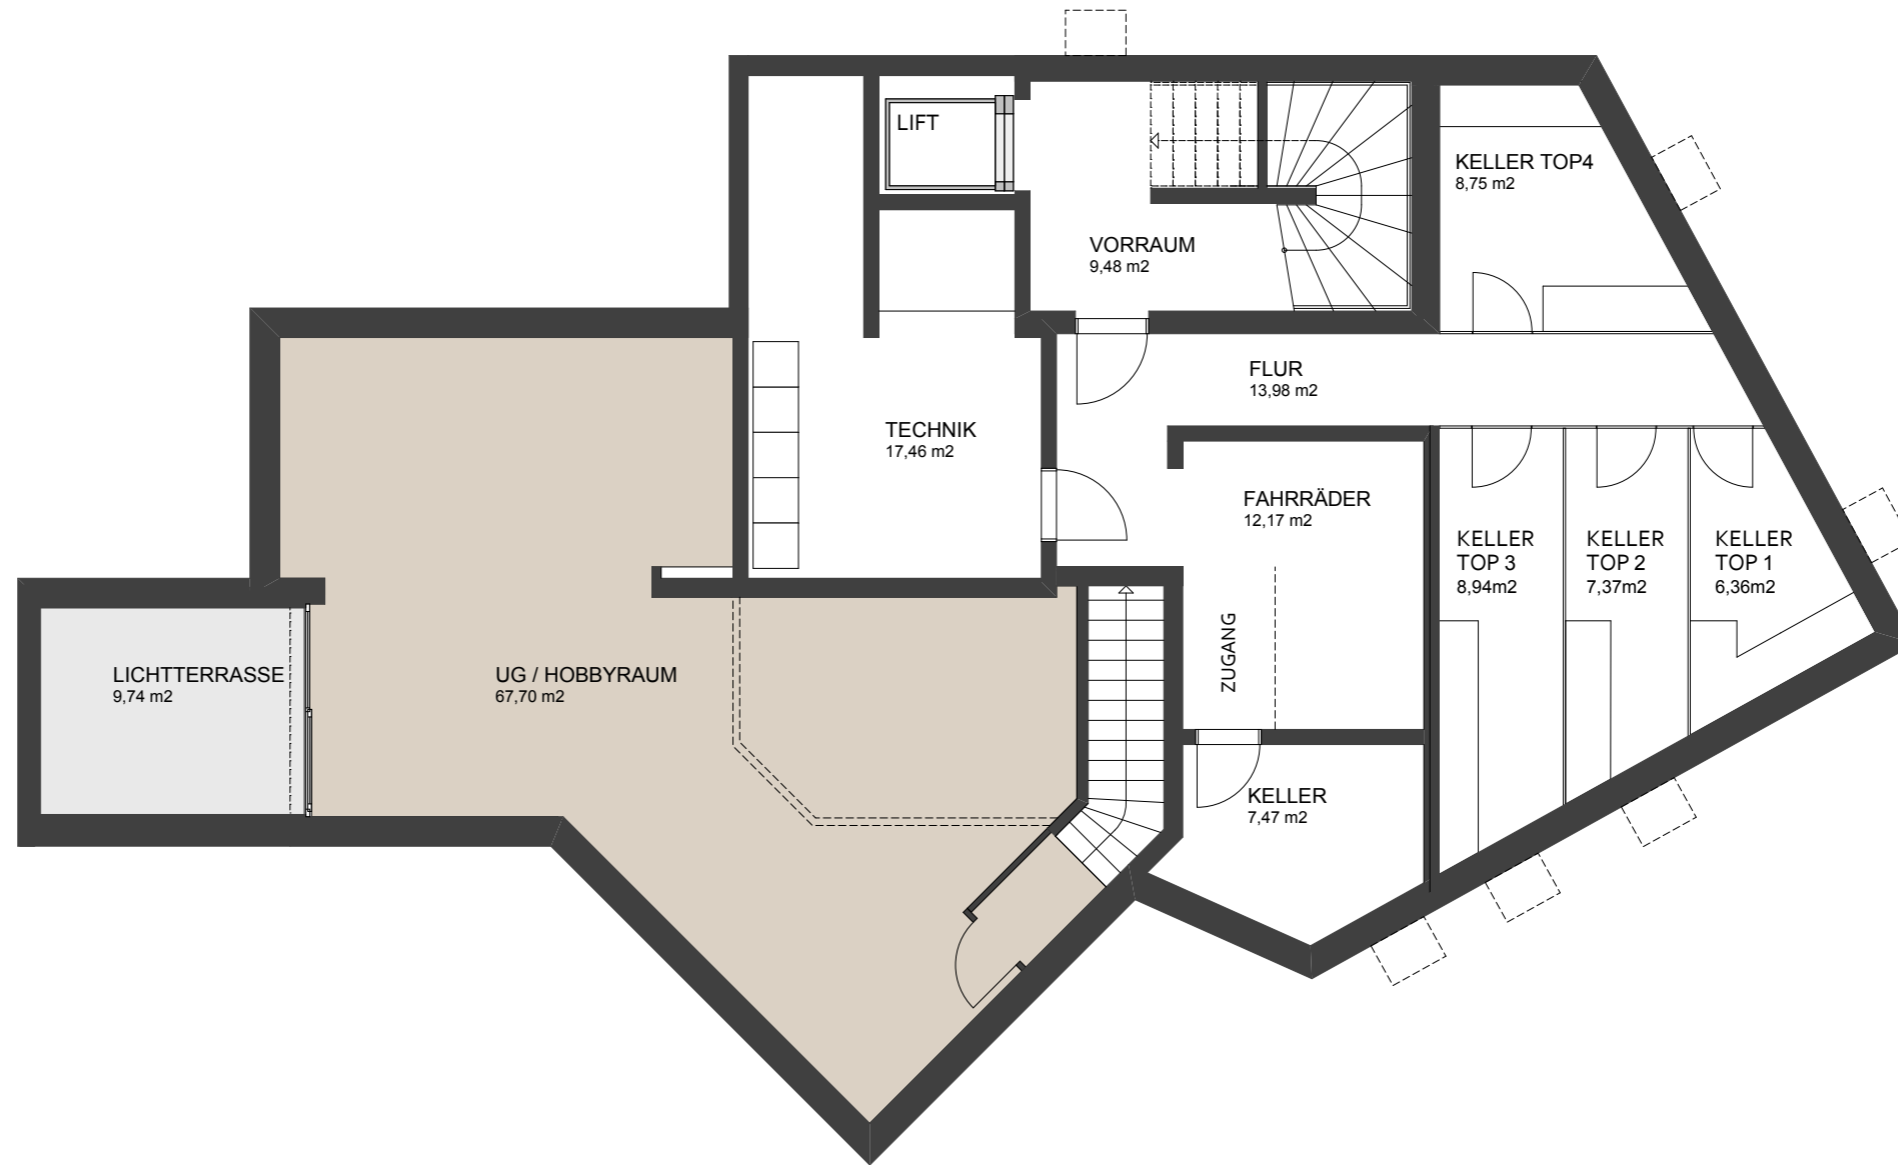 LIFT
KELLER TOP4
8,75 m2
VORRAUM
9,48 m2
FLUR
13,98 m2
TECHNIK
17,46 m2
FAHRRÄDER
12,17 m2
KELLER
TOP 3
8,94m2
KELLER
TOP 2
7,37m2
KELLER
TOP 1
6,36m2
ZUGANG
LICHTTERRASSE
9,74 m2
UG / HOBBYRAUM
67,70 m2
KELLER
7,47 m2